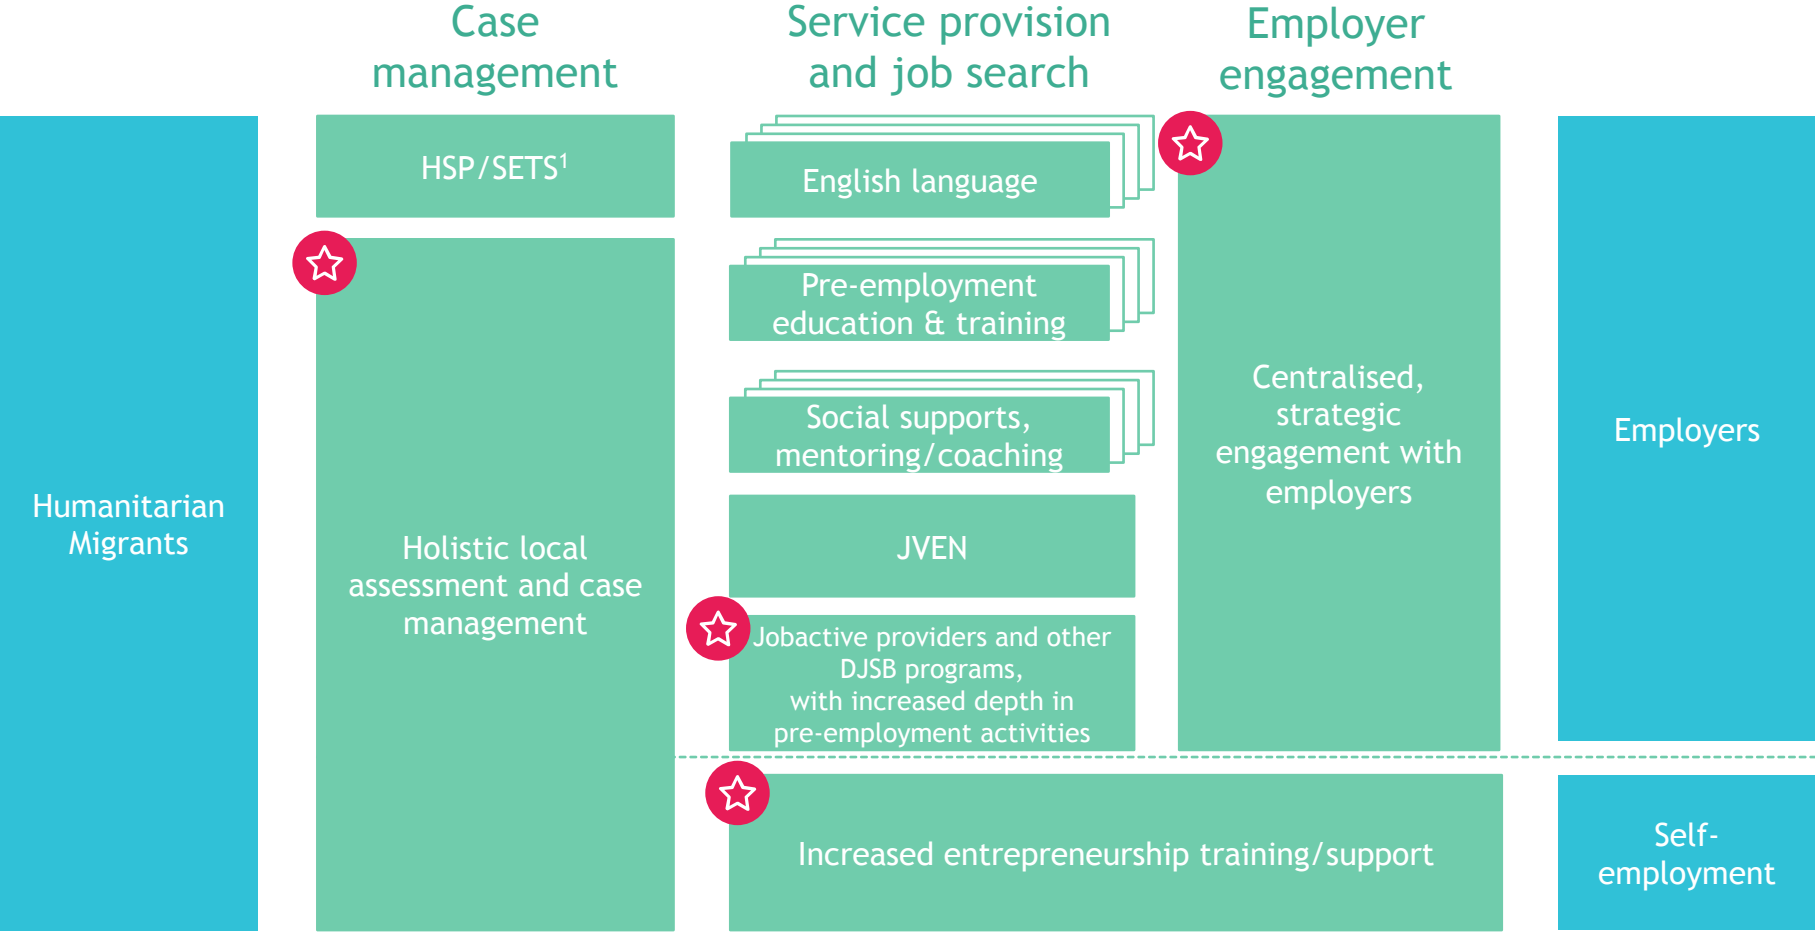 Case
management
Service provision
and job search
Employer
engagement
Humanitarian
Migrants
HSP/SETS¹
Holistic local
assessment and case
management
English language
Pre-employment
education & training
Social supports,
mentoring/coaching
JVEN
Jobactive providers and other
DJSB programs,
with increased depth in
pre-employment activities
Centralised,
strategic
engagement with
employers
Employers
Increased entrepreneurship training/support
Self-
employment